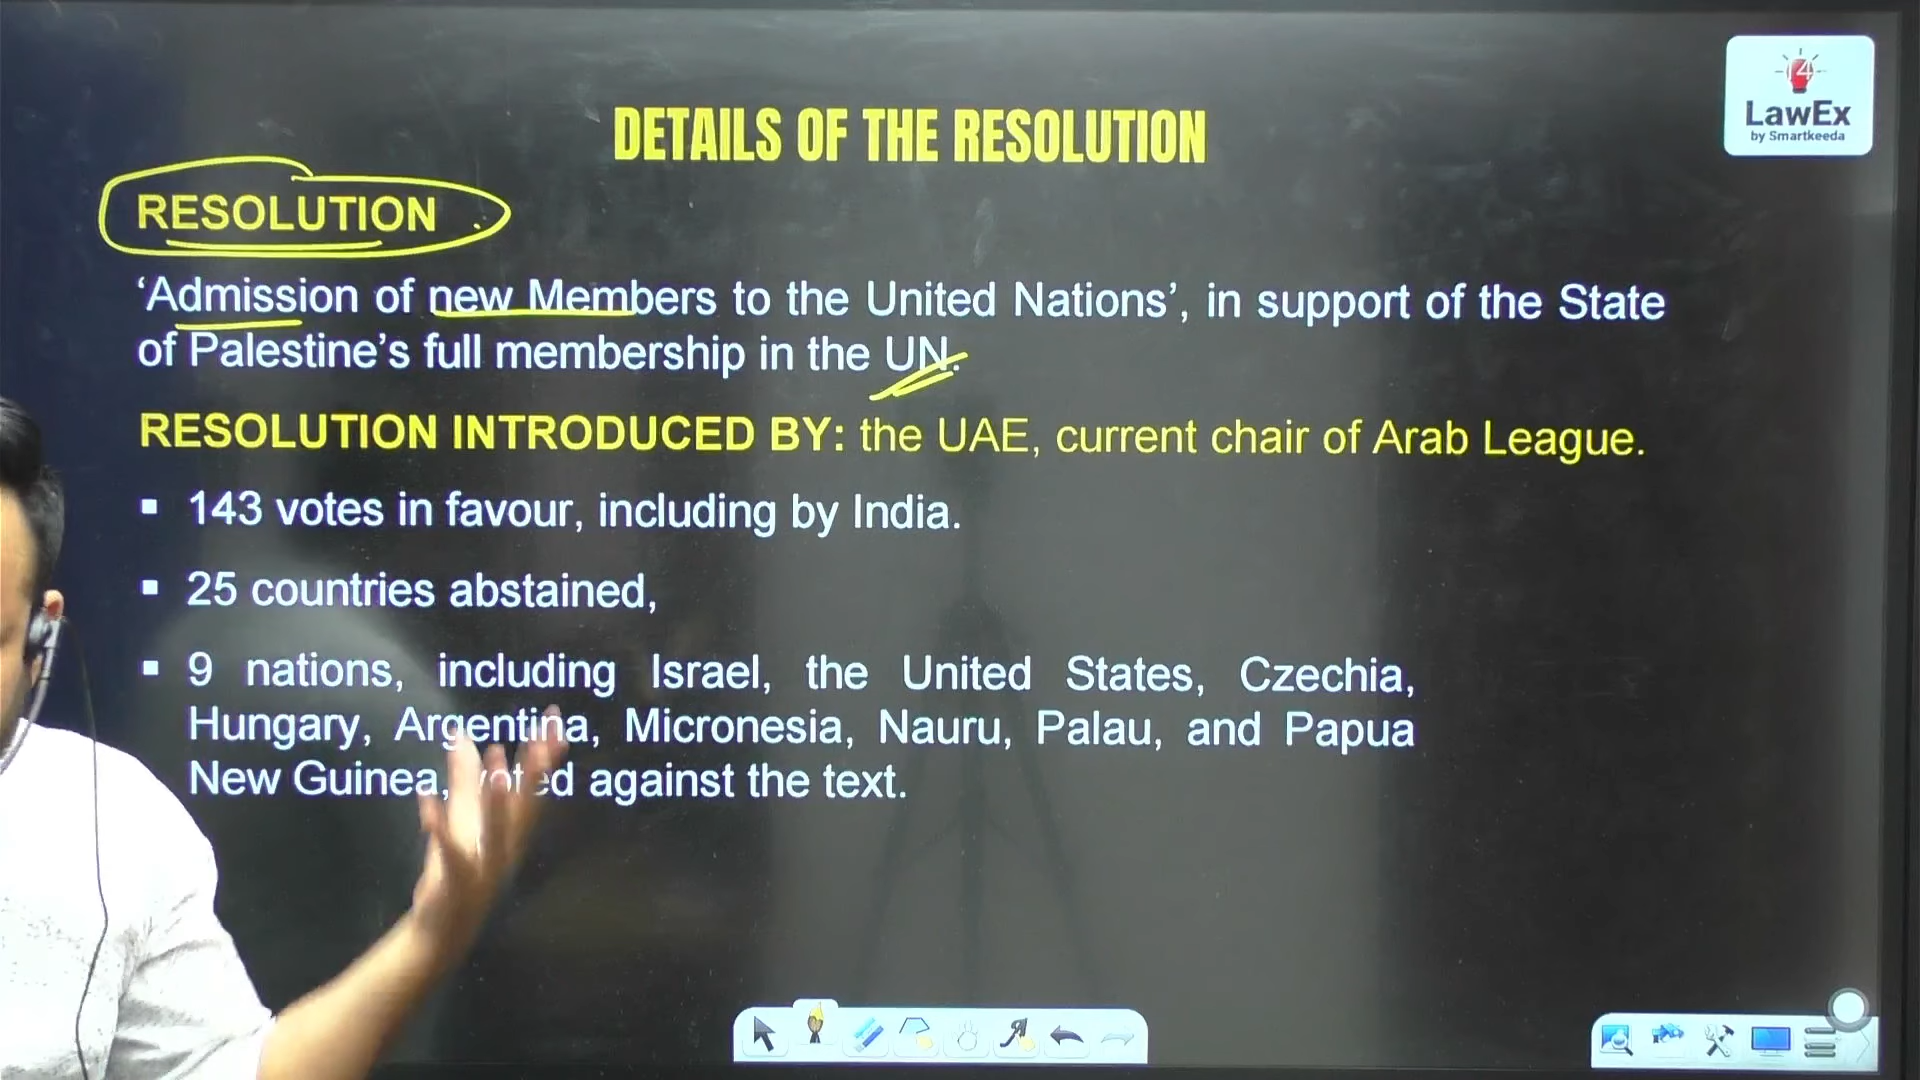 LawEx
by Smartkeeda
DETAILS OF THE RESOLUTION
RESOLUTION
‘Admission of new Members to the United Nations’, in support of the State
of Palestine’s full membership in the UN.
RESOLUTION INTRODUCED BY: the UAE, current chair of Arab League.
▪ 143 votes in favour, including by India.
▪ 25 countries abstained,
▪ 9 nations, including Israel, the United States, Czechia,
Hungary, Argentina, Micronesia, Nauru, Palau, and Papua
New Guinea, voted against the text.